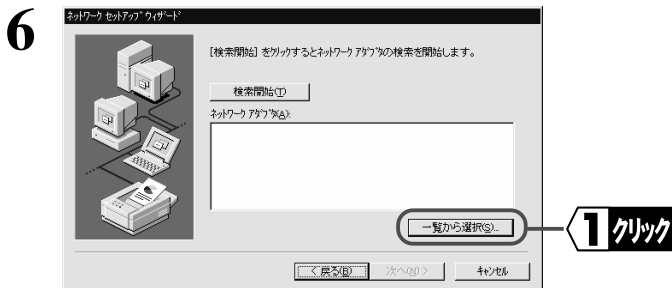 6
ネットワーク セットアップ ウィザード
[検索開始] をクリックするとネットワーク アダプタの検索を開始します。
検索開始(T)
ネットワーク アダプタ(A):
一覧から選択(S)...
1 クリック
< 戻る(B)
次へ(N) >
キャンセル